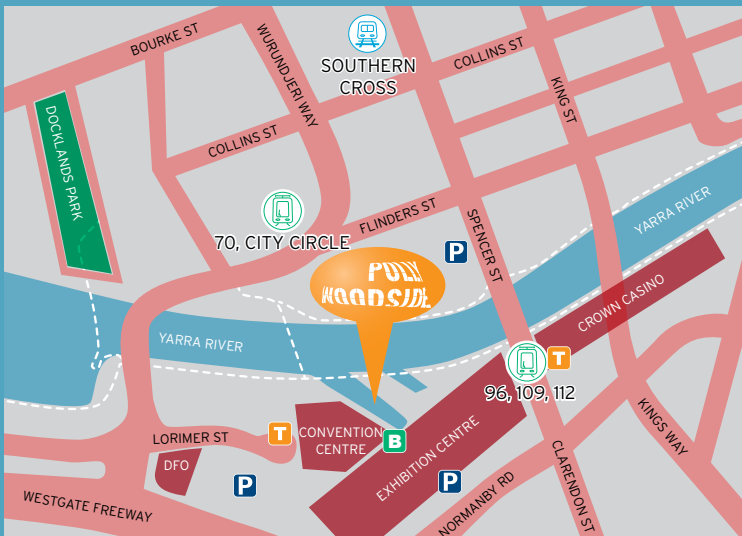 BOURKE ST
WURUNDJERI WAY
SOUTHERN
CROSS
COLLINS ST
KING ST
DOCKLANDS PARK
COLLINS ST
70, CITY CIRCLE
FLINDERS ST
P
SPENCER ST
YARRA RIVER
POLLY
WOODSIDE
CROWN CASINO
YARRA RIVER
T
96, 109, 112
LORIMER ST
T
CONVENTION
CENTRE
B
EXHIBITION CENTRE
KINGS WAY
DFO
P
P
NORMANBY RD
CLARENDON ST
WESTGATE FREEWAY